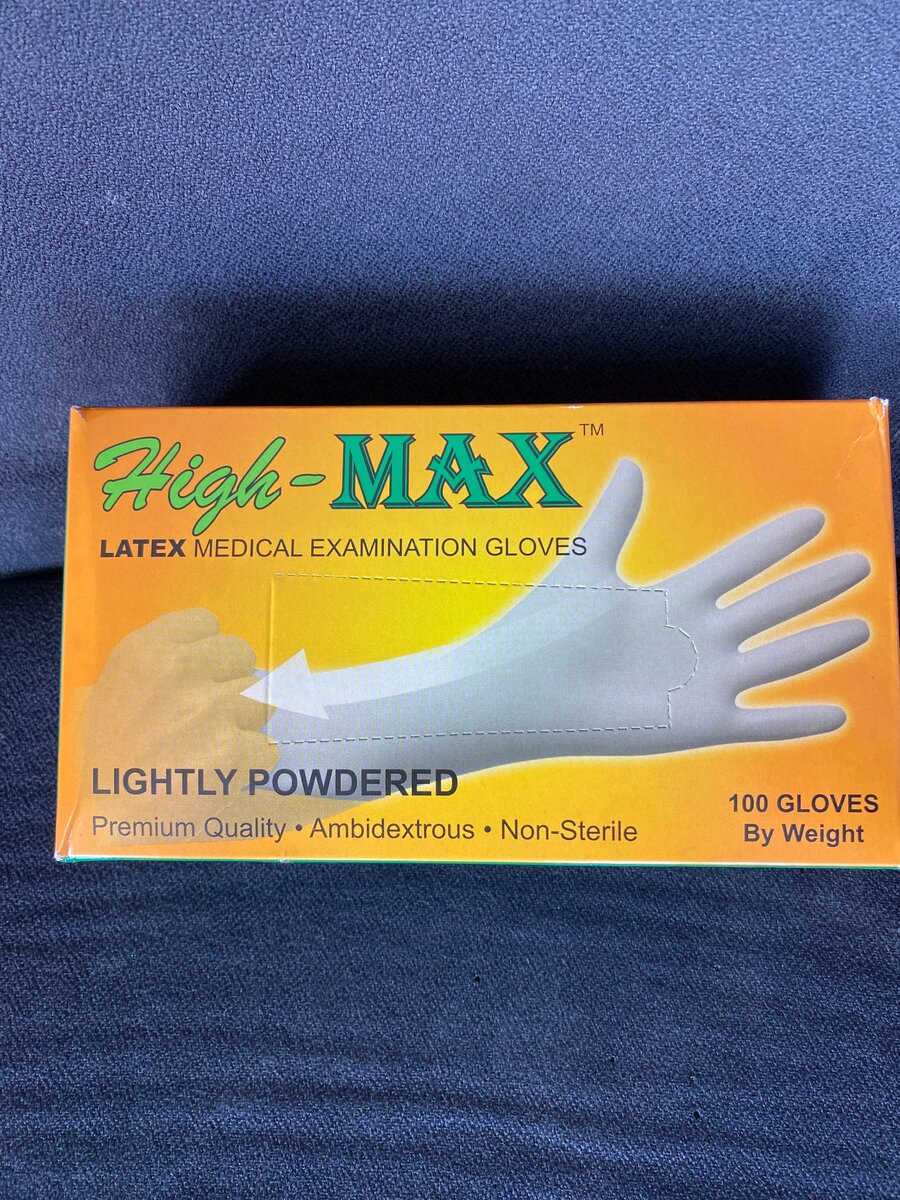 High-MAX™
LATEX MEDICAL EXAMINATION GLOVES
LIGHTLY POWDERED
Premium Quality • Ambidextrous • Non-Sterile
100 GLOVES
By Weight